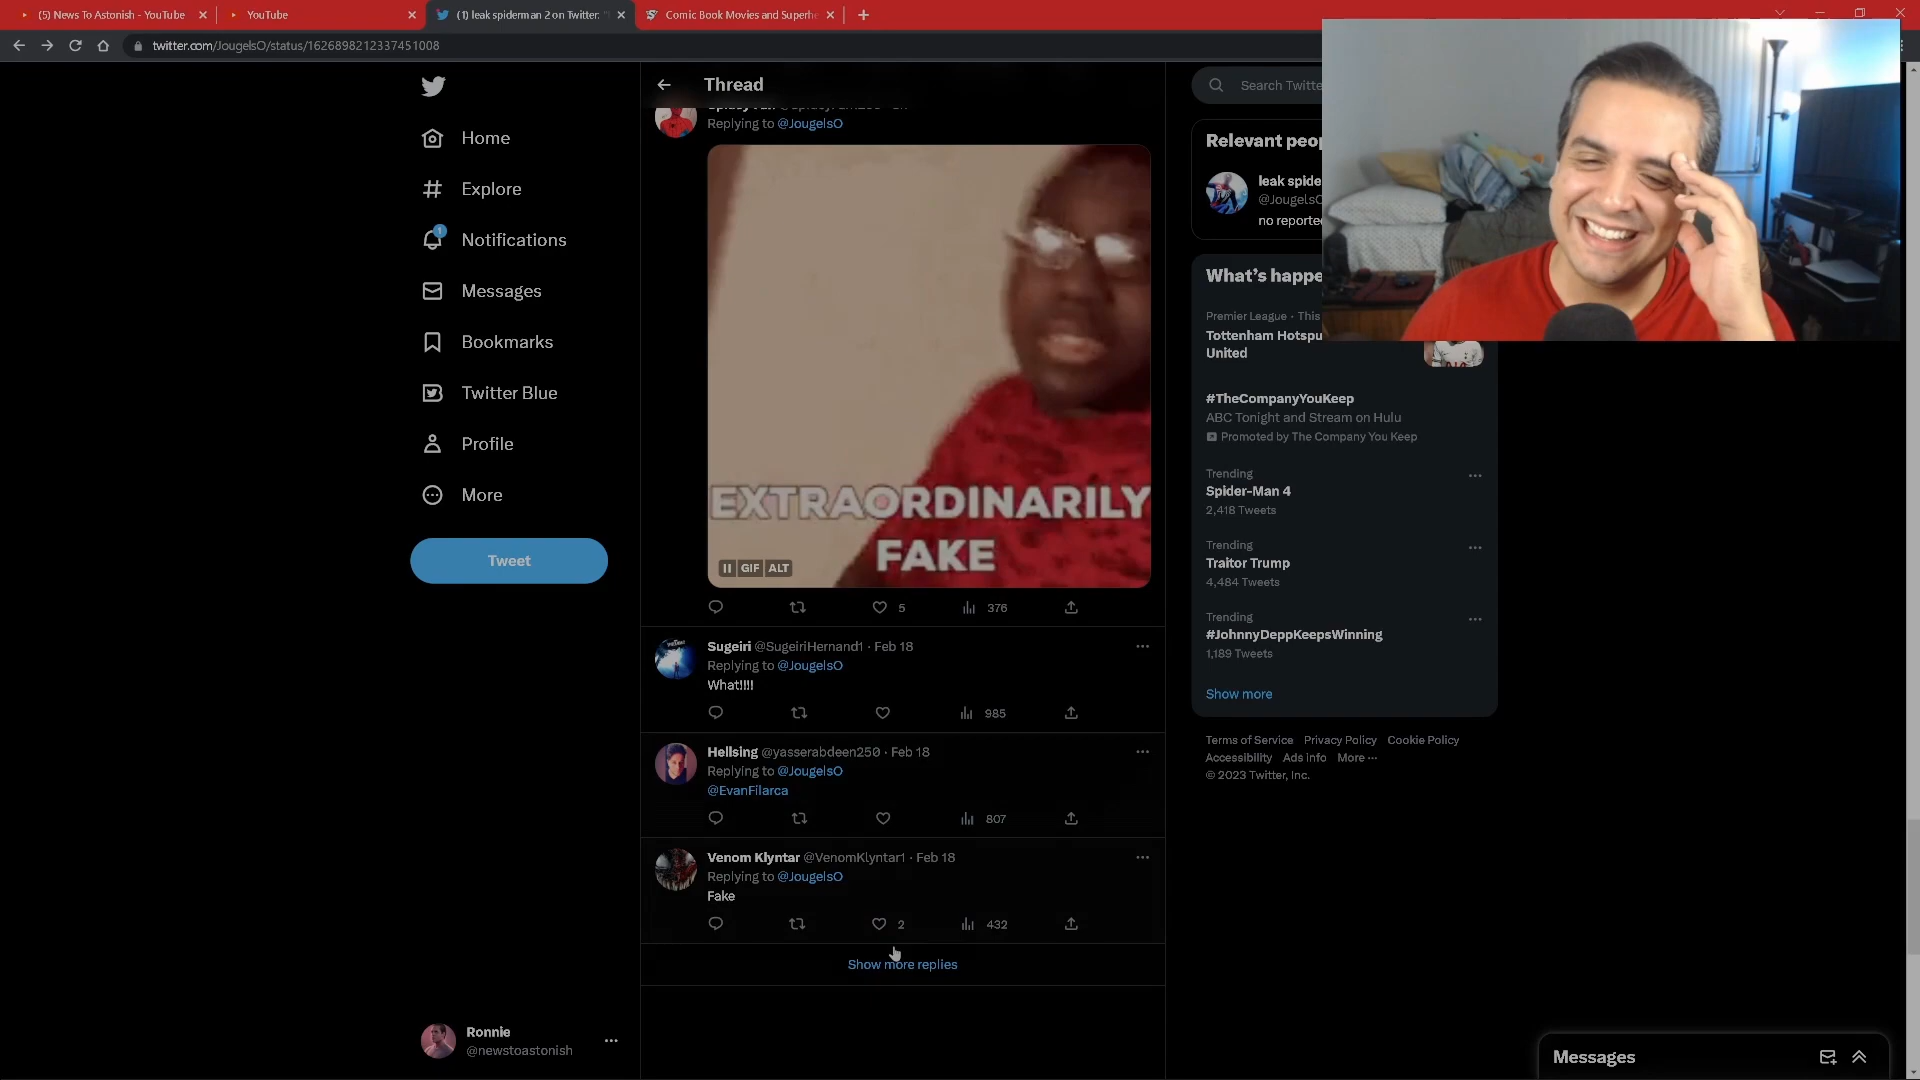 (5) News To Astonish - YouTube
YouTube
(1) leak spiderman 2 on Twitter: "
Comic Book Movies and Superhe
twitter.com/JougelsO/status/1626898212337451008
Home
Explore
1
Notifications
Messages
Bookmarks
Twitter Blue
Profile
More
Tweet
Ronnie
@newstoastonish
Thread
Replying to @JougelsO
EXTRAORDINARILY
FAKE
GIF
ALT
5
376
Sugeiri @SugeiriHernand1 · Feb 18
Replying to @JougelsO
What!!!!
985
Hellsing @yasserabdeen250 · Feb 18
Replying to @JougelsO
@EvanFilarca
807
Venom Klyntar @VenomKlyntar1 · Feb 18
Replying to @JougelsO
Fake
2
432
Show more replies
Search Twitte
Relevant peo
leak spide
@JougelsO
no reporte
What's happe
Premier League · This
Tottenham Hotspu
United
#TheCompanyYouKeep
ABC Tonight and Stream on Hulu
Promoted by The Company You Keep
Trending
Spider-Man 4
2,418 Tweets
Trending
Traitor Trump
4,484 Tweets
Trending
#JohnnyDeppKeepsWinning
1,189 Tweets
Show more
Terms of Service Privacy Policy Cookie Policy
Accessibility Ads info More ···
© 2023 Twitter, Inc.
Messages